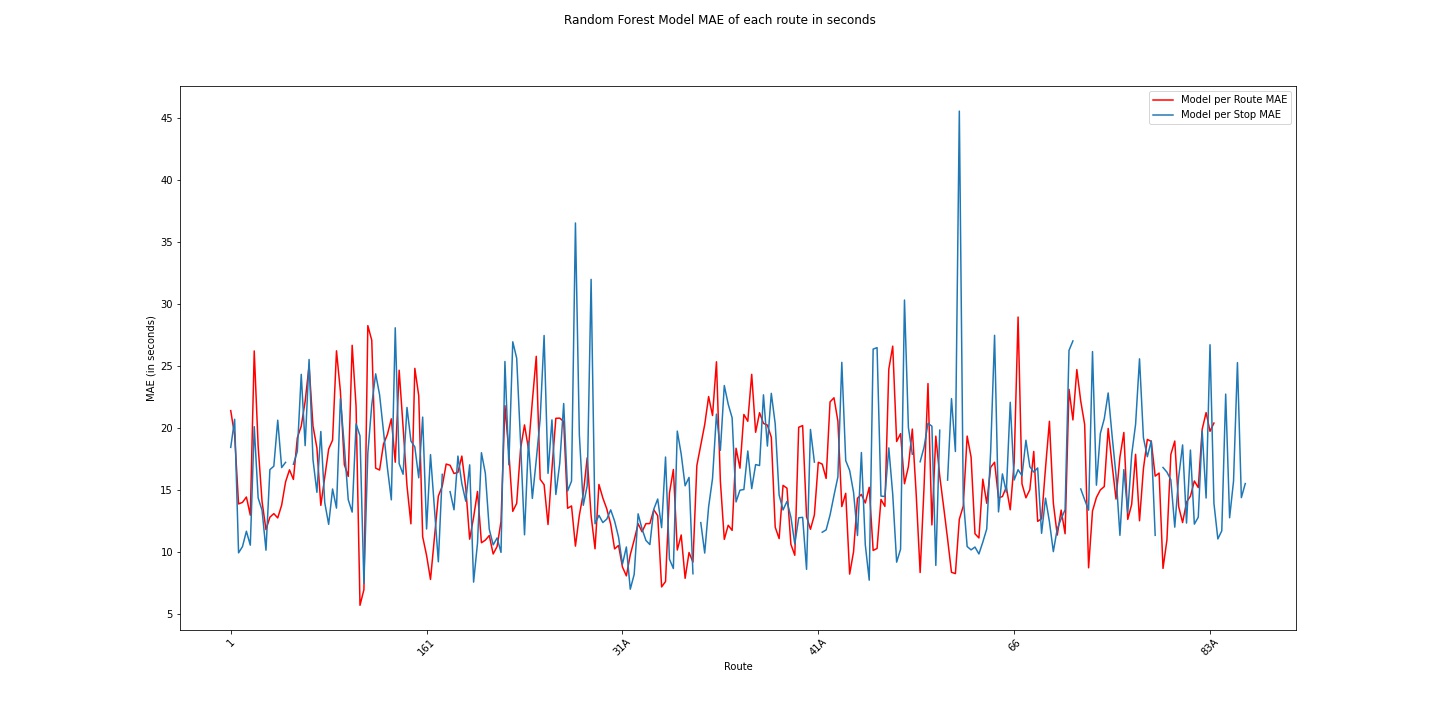 Random Forest Model MAE of each route in seconds
Model per Route MAE
Model per Stop MAE
45
40
35
30
25
20
15
10
5
MAE (in seconds)
1
161
31A
41A
66
83A
Route